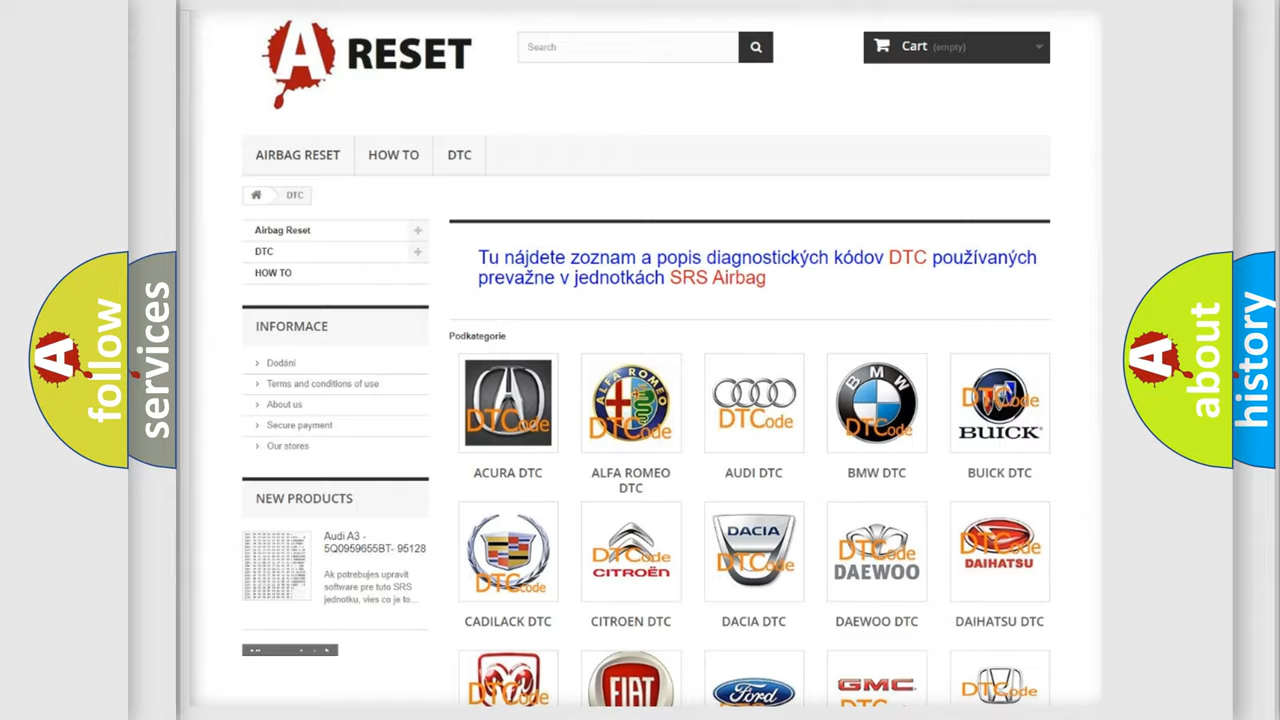 A RESET
Search
Cart (empty)
AIRBAG RESET
HOW TO
DTC
DTC
Airbag Reset
DTC
HOW TO
Tu nájdete zoznam a popis diagnostických kódov DTC používaných
prevažne v jednotkách SRS Airbag
INFORMACE
Dodání
Terms and conditions of use
About us
Secure payment
Our stores
NEW PRODUCTS
Audi A3 -
5Q0959655BT- 95128
Ak potrebujes upravit
software pre tuto SRS
jednotku, vies co je to...
Podkategorie
DTCode
ALFA ROMEO
DTCode
DTCode
BMW
DTCode
DTCode
BUICK
ACURA DTC
ALFA ROMEO
DTC
AUDI DTC
BMW DTC
BUICK DTC
DTCode
DTCode
CITROËN
DACIA
DTCode
DTCode
DAEWOO
DTCode
DAIHATSU
CADILACK DTC
CITROEN DTC
DACIA DTC
DAEWOO DTC
DAIHATSU DTC
DTCode
FIAT
Ford
GMC
DTCode
A follow
services
A about
history